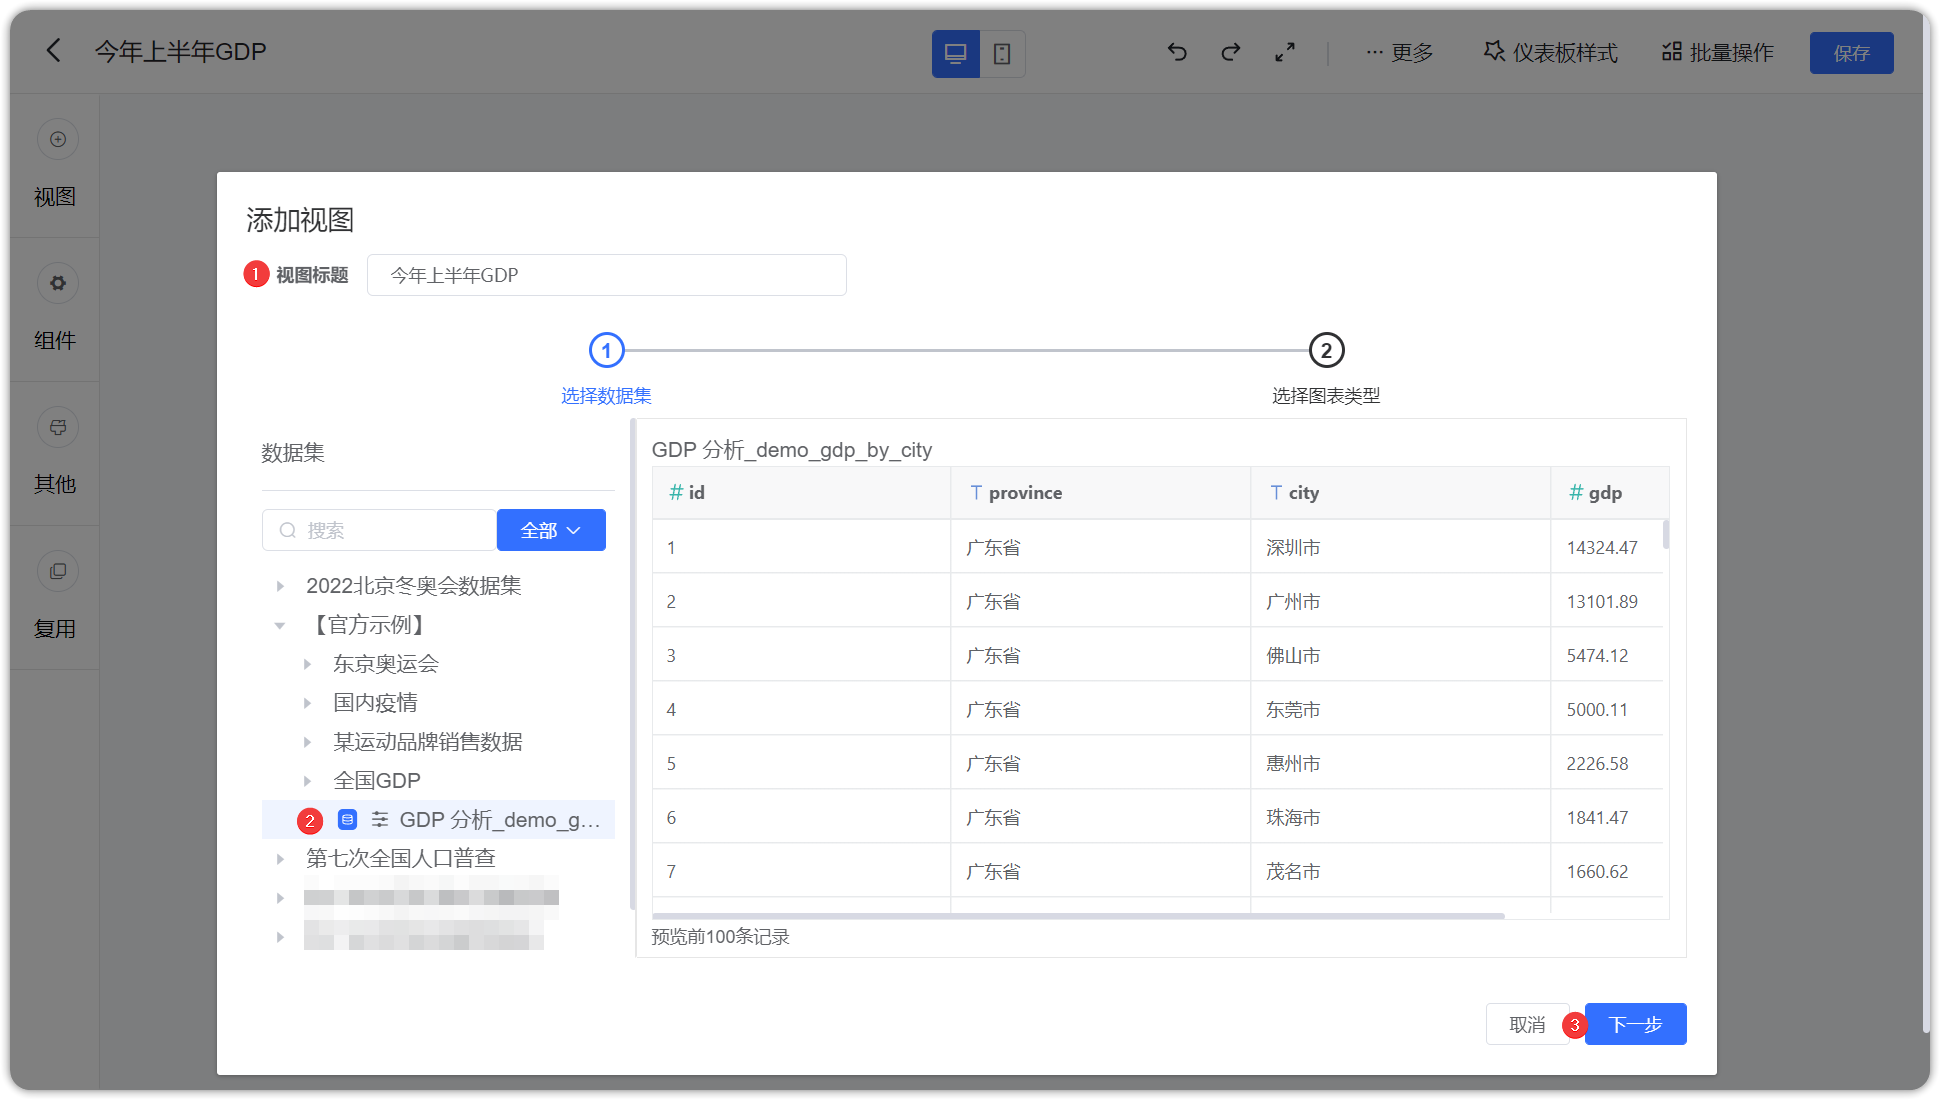 今年上半年GDP
··· 更多
仪表板样式
批量操作
保存
视图
组件
其他
复用
添加视图
1 视图标题 今年上半年GDP
1
2
选择数据集
选择图表类型
数据集
搜索
全部
2022北京冬奥会数据集
【官方示例】
东京奥运会
国内疫情
某运动品牌销售数据
全国GDP
2 GDP 分析_demo_g...
第七次全国人口普查
GDP 分析_demo_gdp_by_city
# id T province T city # gdp
1 广东省 深圳市 14324.47
2 广东省 广州市 13101.89
3 广东省 佛山市 5474.12
4 广东省 东莞市 5000.11
5 广东省 惠州市 2226.58
6 广东省 珠海市 1841.47
7 广东省 茂名市 1660.62
预览前100条记录
取消
3 下一步